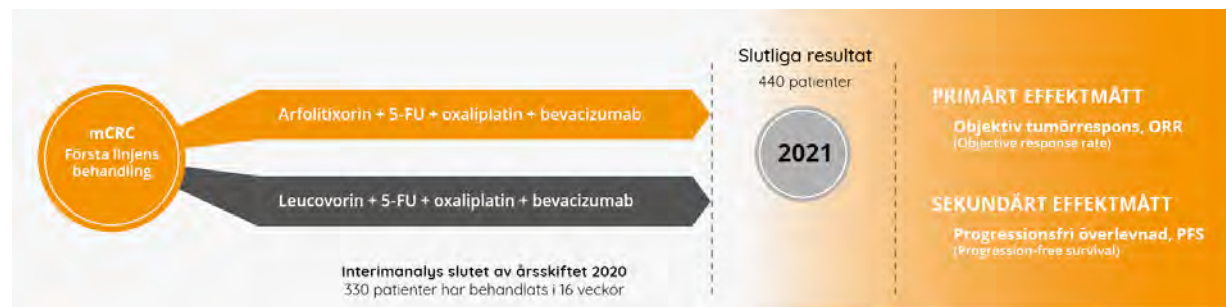 mCRC
Första linjens
behandling
Arfolitixorin + 5-FU + oxaliplatin + bevacizumab
Leucovorin + 5-FU + oxaliplatin + bevacizumab
Interimanalys slutet av årsskiftet 2020
330 patienter har behandlats i 16 veckor
Slutliga resultat
440 patienter
2021
PRIMÄRT EFFEKTMÅTT
Objektiv tumörrespons, ORR
(Objective response rate)
SEKUNDÄRT EFFEKTMÅTT
Progressionsfri överlevnad, PFS
(Progression-free survival)